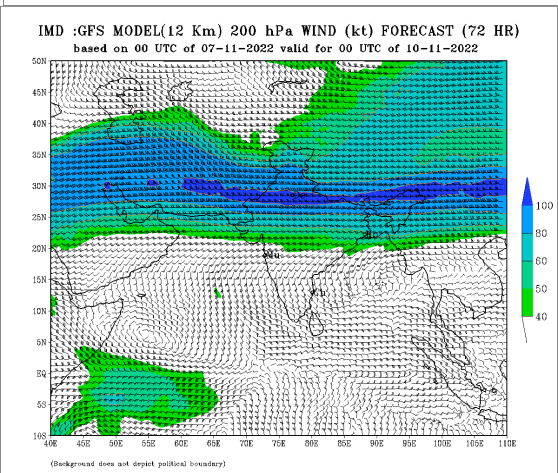 IMD :GFS MODEL(12 Km) 200 hPa WIND (kt) FORECAST (72 HR)
based on 00 UTC of 07-11-2022 valid for 00 UTC of 10-11-2022
50N
45N
40N
35N
30N
25N
20N
15N
10N
5N
EQ
5S
10S
40E 45E 50E 55E 60E 65E 70E 75E 80E 85E 90E 95E 100E 105E 110E
100
80
60
50
40
(Background does not depict political boundary)